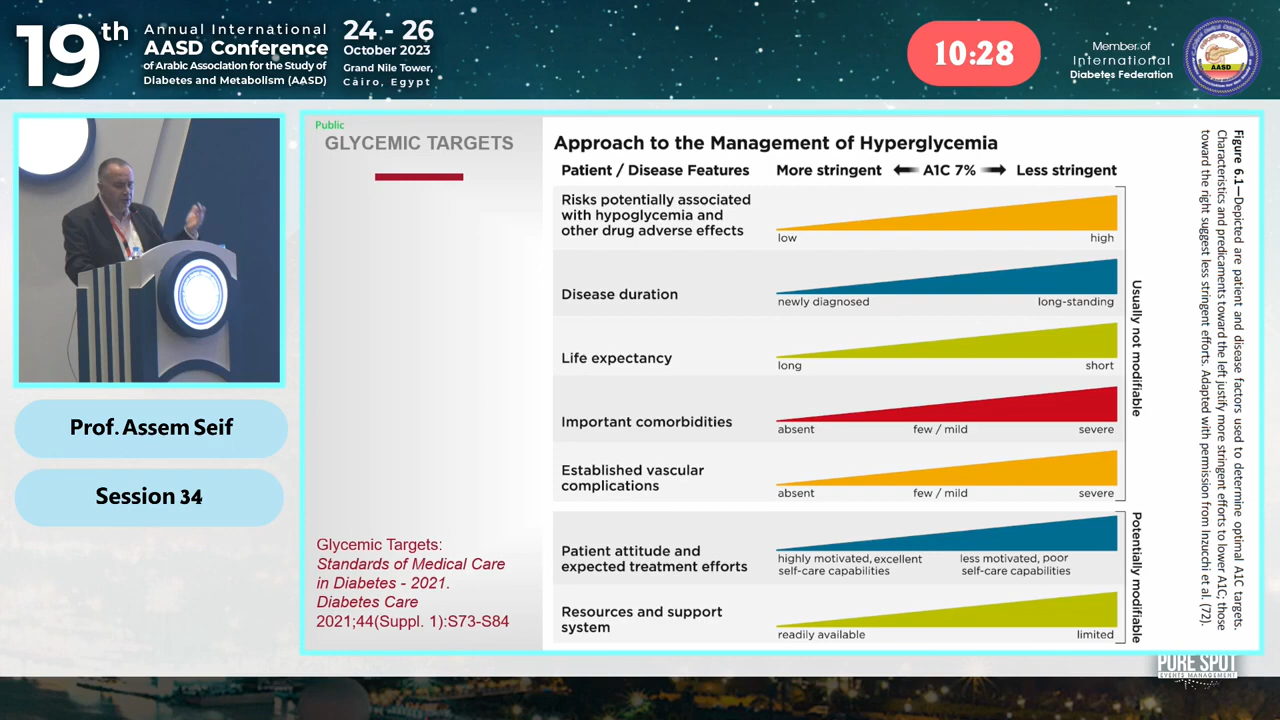 19th
Annual International
AASD Conference
of Arabic Association for the Study of
Diabetes and Metabolism (AASD)
24 - 26
October 2023
Grand Nile Tower,
Cairo, Egypt
10:28
Member of
International
Diabetes Federation
AASD
Prof. Assem Seif
Session 34
Public
GLYCEMIC TARGETS
Glycemic Targets:
Standards of Medical Care
in Diabetes - 2021.
Diabetes Care
2021;44(Suppl. 1):S73-S84
Approach to the Management of Hyperglycemia
Patient / Disease Features
More stringent
A1C 7%
Less stringent
Risks potentially associated
with hypoglycemia and
other drug adverse effects
low
high
Disease duration
newly diagnosed
long-standing
Life expectancy
long
short
Important comorbidities
absent
few / mild
severe
Established vascular
complications
absent
few / mild
severe
Usually not modifiable
Patient attitude and
expected treatment efforts
highly motivated, excellent
self-care capabilities
less motivated, poor
self-care capabilities
Resources and support
system
readily available
limited
Potentially modifiable
Figure 6.1—Depicted are patient and disease factors used to determine optimal A1C targets.
Characteristics and predicaments toward the left justify more stringent efforts to lower A1C; those
toward the right suggest less stringent efforts. Adapted with permission from Inzucchi et al. (72).
PURE SPOT
EVENTS MANAGEMENT